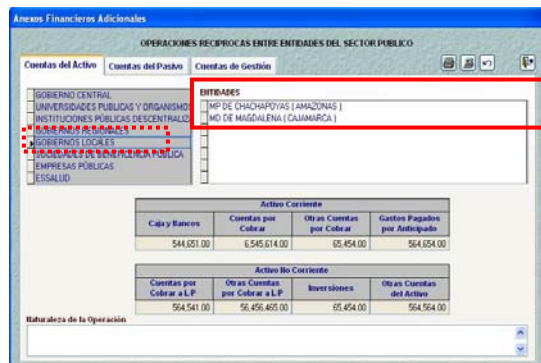 Anexos Financieros Adicionales
OPERACIONES RECIPROCAS ENTRE ENTIDADES DEL SECTOR PUBLICO
Cuentas del Activo Cuentas del Pasivo Cuentas de Gestión
GOBIERNO CENTRAL
UNIVERSIDADES PUBLICAS Y ORGANISMOS
INSTITUCIONES PÚBLICAS DESCENTRALIZ
GOBIERNOS REGIONALES
GOBIERNOS LOCALES
SOCIEDADES DE BENEFICENCIA PÚBLICA
EMPRESAS PÚBLICAS
ESSALUD
ENTIDADES
MP DE CHACHAPOYAS ( AMAZONAS )
MD DE MAGDALENA ( CAJAMARCA )
Activo Corriente
Caja y Bancos Cuentas por Cobrar Otras Cuentas por Cobrar Gastos Pagados por Anticipado
544,651.00 6,545,614.00 65,454.00 564,654.00
Activo No Corriente
Cuentas por Cobrar a L.P Otras Cuentas por Cobrar a L.P Inversiones Otras Cuentas del Activo
564,541.00 56,456,465.00 65,454.00 564,564.00
Naturaleza de la Operación